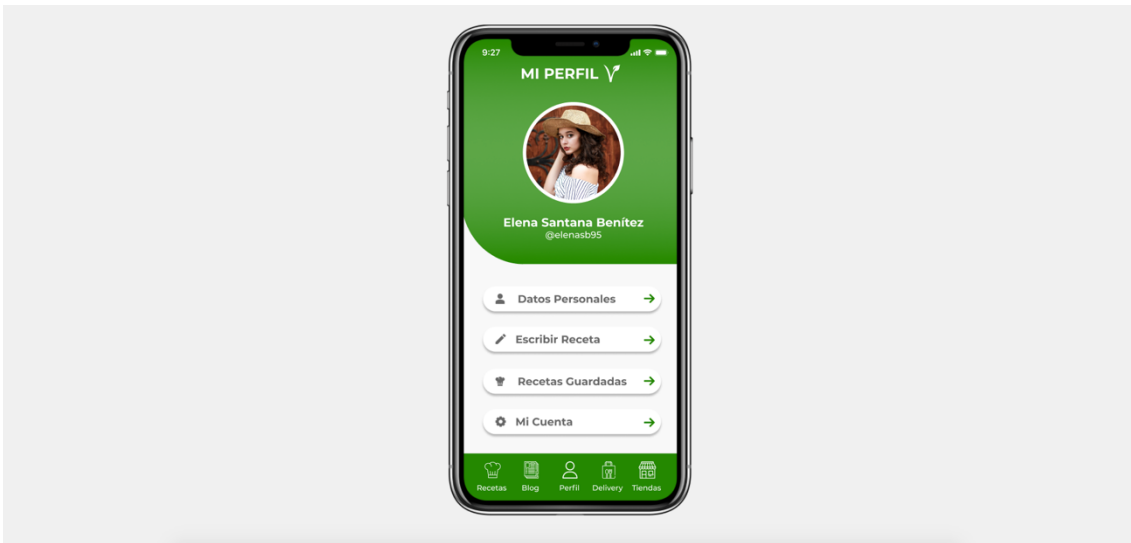 9:27
MI PERFIL
Elena Santana Benítez
@elenasb95
Datos Personales
Escribir Receta
Recetas Guardadas
Mi Cuenta
Recetas Blog Perfil Delivery Tiendas